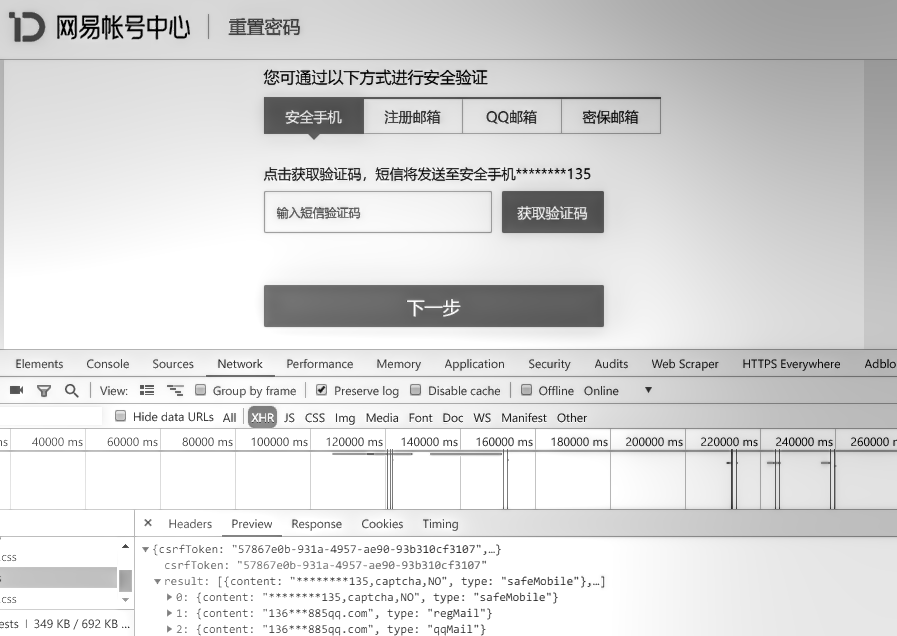 网易帐号中心 重置密码
您可通过以下方式进行安全验证
安全手机 注册邮箱 QQ邮箱 密保邮箱
点击获取验证码，短信将发送至安全手机********135
输入短信验证码 获取验证码
下一步
Elements Console Sources Network Performance Memory Application Security Audits Web Scraper HTTPS Everywhere Adblo
View: Group by frame Preserve log Disable cache Offline Online
Hide data URLs All XHR JS CSS Img Media Font Doc WS Manifest Other
ms 40000 ms 60000 ms 80000 ms 100000 ms 120000 ms 140000 ms 160000 ms 180000 ms 200000 ms 220000 ms 240000 ms 260000
× Headers Preview Response Cookies Timing
{csrfToken: "57867e0b-931a-4957-ae90-93b310cf3107",…}
.css csrfToken: "57867e0b-931a-4957-ae90-93b310cf3107"
result: [{content: "********135,captcha,NO", type: "safeMobile"},…]
.css 0: {content: "********135,captcha,NO", type: "safeMobile"}
1: {content: "136***885qq.com", type: "regMail"}
ests | 349 KB / 692 KB ... 2: {content: "136***885qq.com", type: "qqMail"}